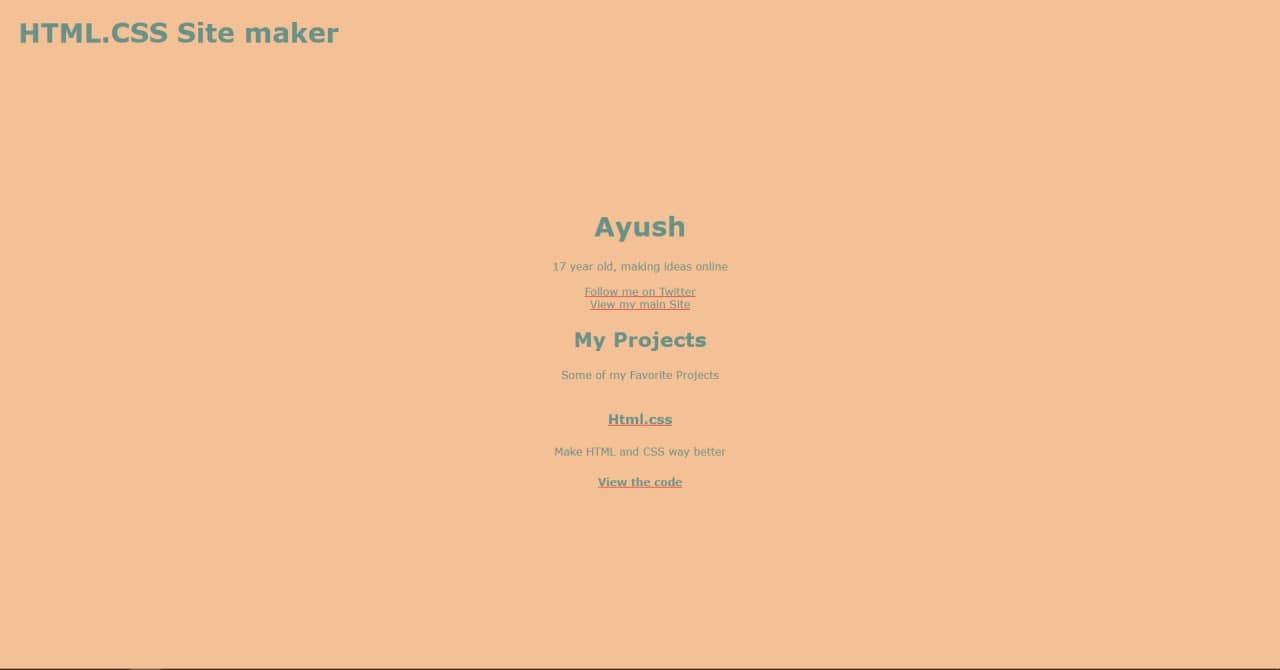 HTML.CSS Site maker
Ayush
17 year old, making ideas online
Follow me on Twitter
View my main Site
My Projects
Some of my Favorite Projects
Html.css
Make HTML and CSS way better
View the code